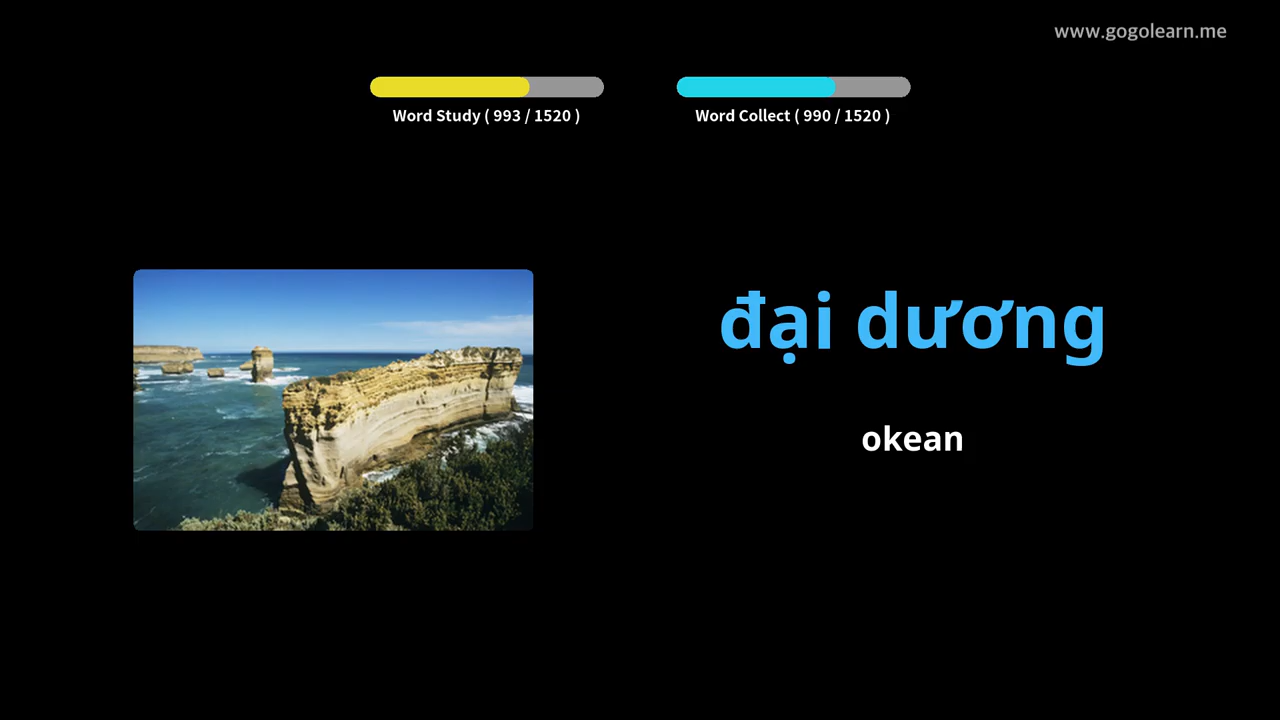 www.gogolearn.me
Word Study ( 993 / 1520 )
Word Collect ( 990 / 1520 )
đại dương
okean